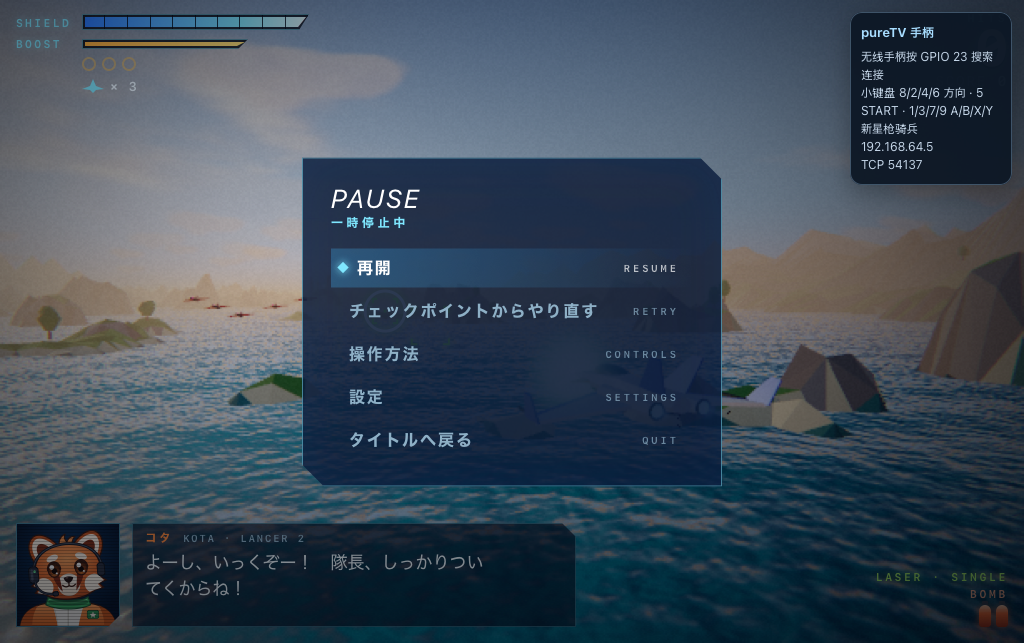 SHIELD
BOOST
× 3
pureTV 手柄
无线手柄按 GPIO 23 搜索
连接
小键盘 8/2/4/6 方向 · 5
START · 1/3/7/9 A/B/X/Y
新星枪骑兵
192.168.64.5
TCP 54137
PAUSE
一時停止中
再開 RESUME
チェックポイントからやり直す RETRY
操作方法 CONTROLS
設定 SETTINGS
タイトルへ戻る QUIT
コタ KOTA · LANCER 2
よーし、いっくぞー！　隊長、しっかりつい
てくからね！
LASER · SINGLE
BOMB